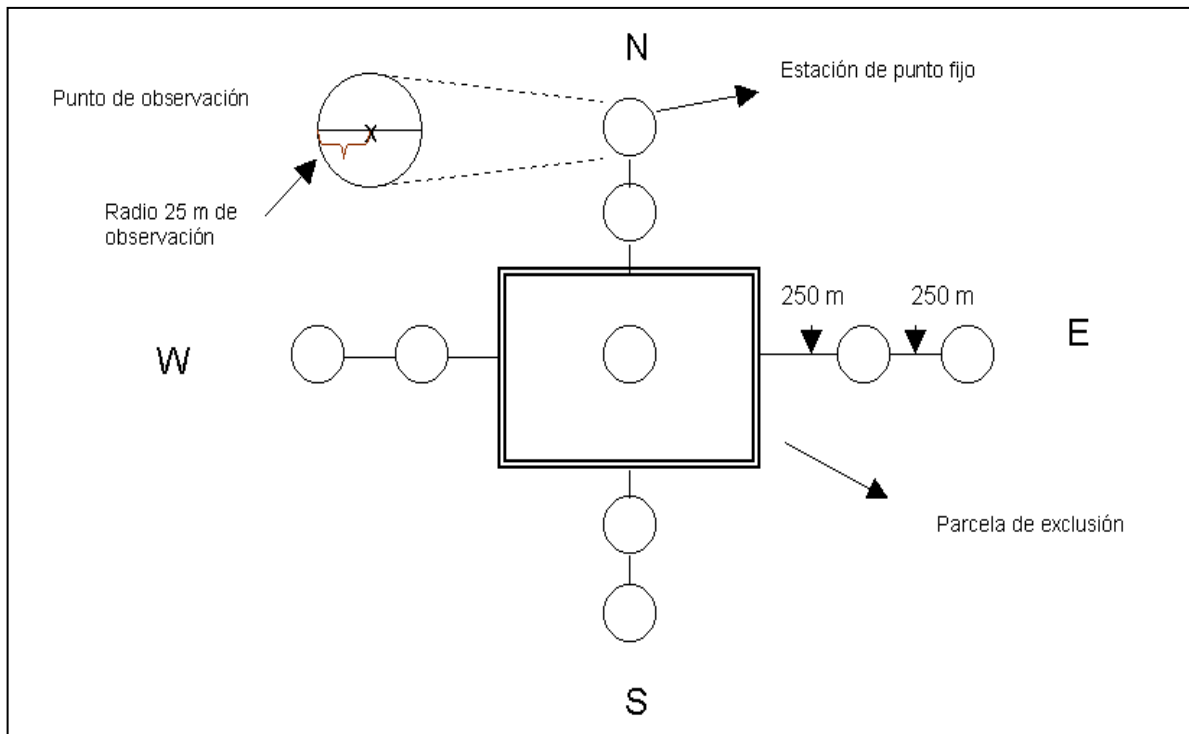 N
Estación de punto fijo
Punto de observación
X
Radio 25 m de
observación
250 m
250 m
W
E
Parcela de exclusión
S